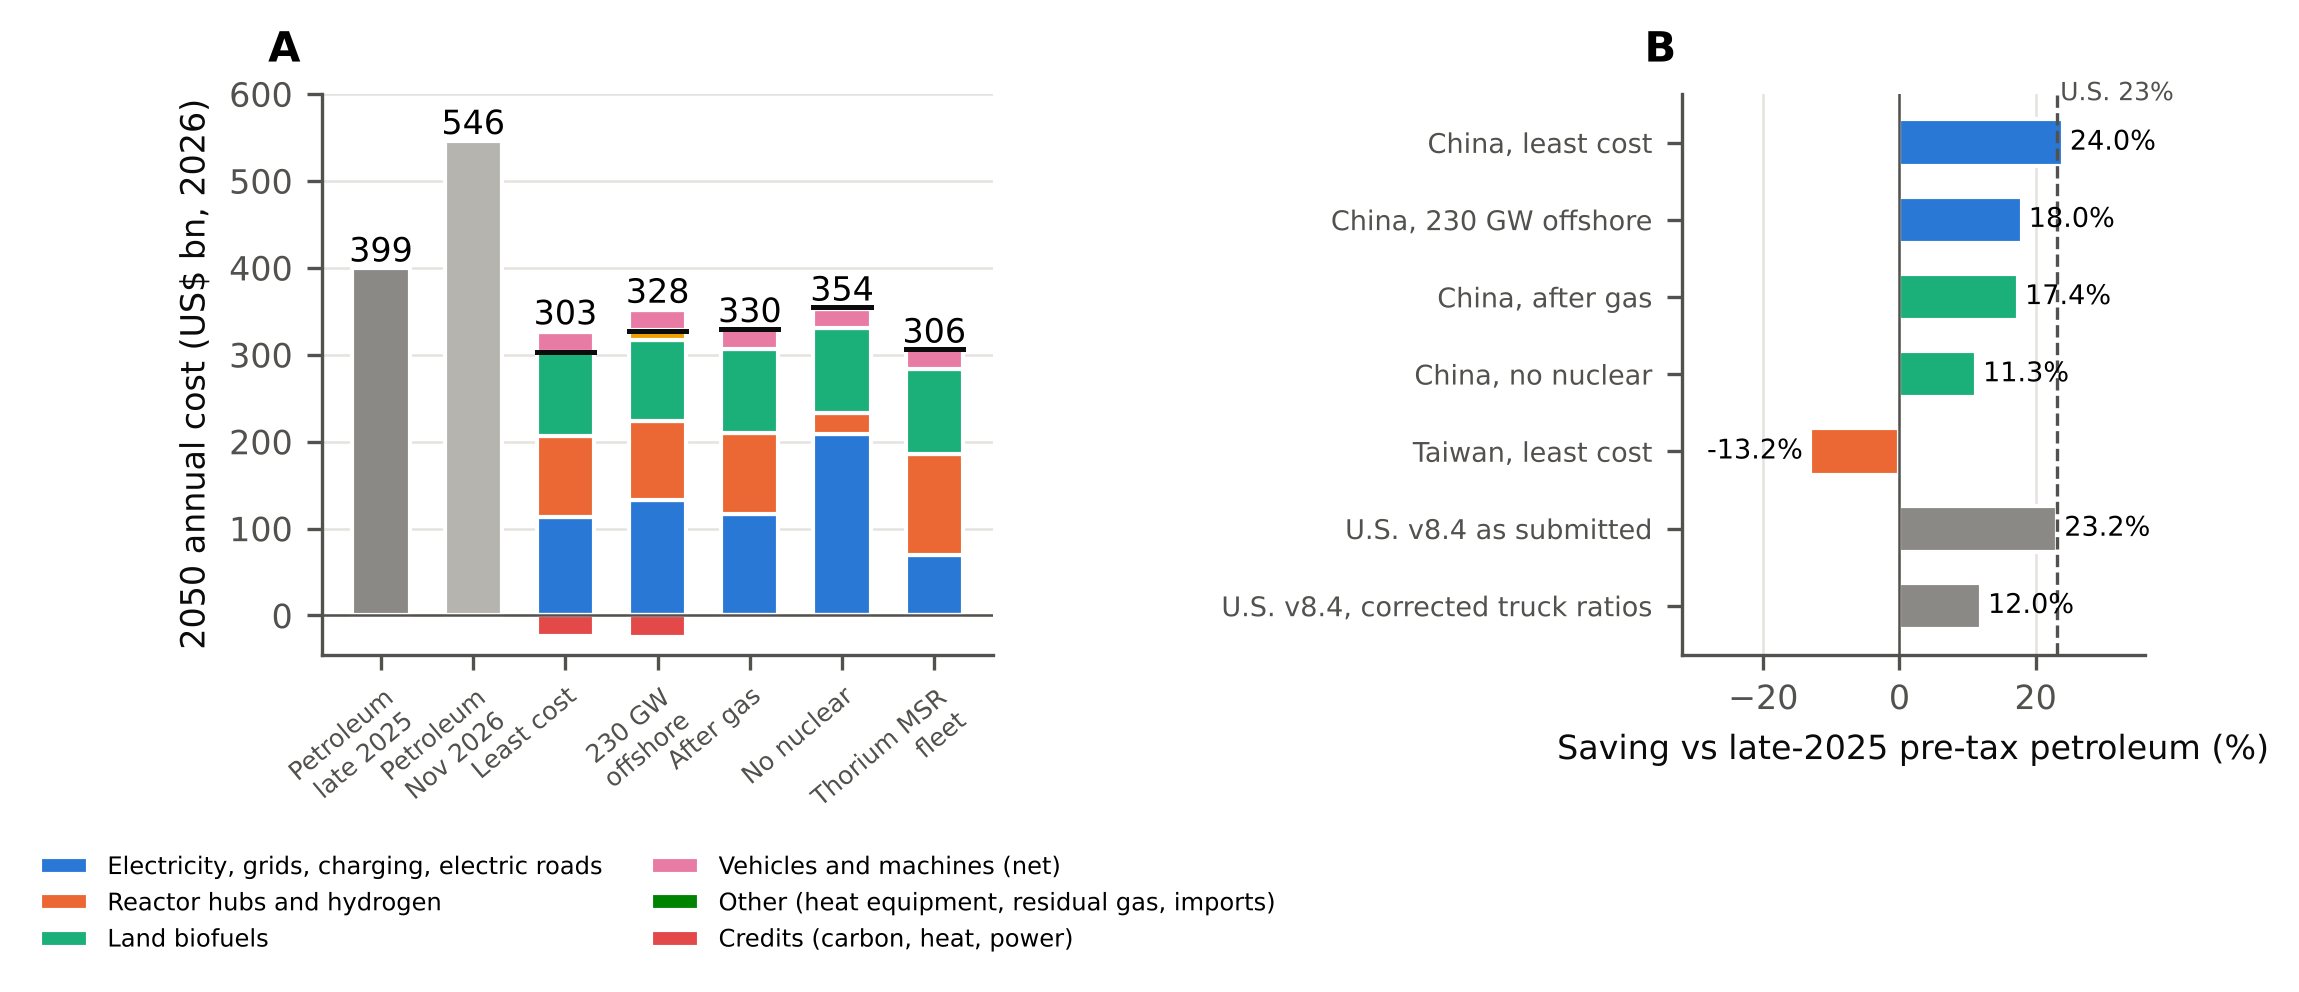 A
2050 annual cost (US$ bn, 2026)
600
500
400
300
200
100
0
399
546
303
328
330
354
306
Petroleum
late 2025
Petroleum
Nov 2026
Least cost
230 GW
offshore
After gas
No nuclear
Thorium MSR
fleet
Electricity, grids, charging, electric roads
Reactor hubs and hydrogen
Land biofuels
Vehicles and machines (net)
Other (heat equipment, residual gas, imports)
Credits (carbon, heat, power)
B
U.S. 23%
China, least cost
24.0%
China, 230 GW offshore
18.0%
China, after gas
17.4%
China, no nuclear
11.3%
Taiwan, least cost
-13.2%
U.S. v8.4 as submitted
23.2%
U.S. v8.4, corrected truck ratios
12.0%
−20
0
20
Saving vs late-2025 pre-tax petroleum (%)